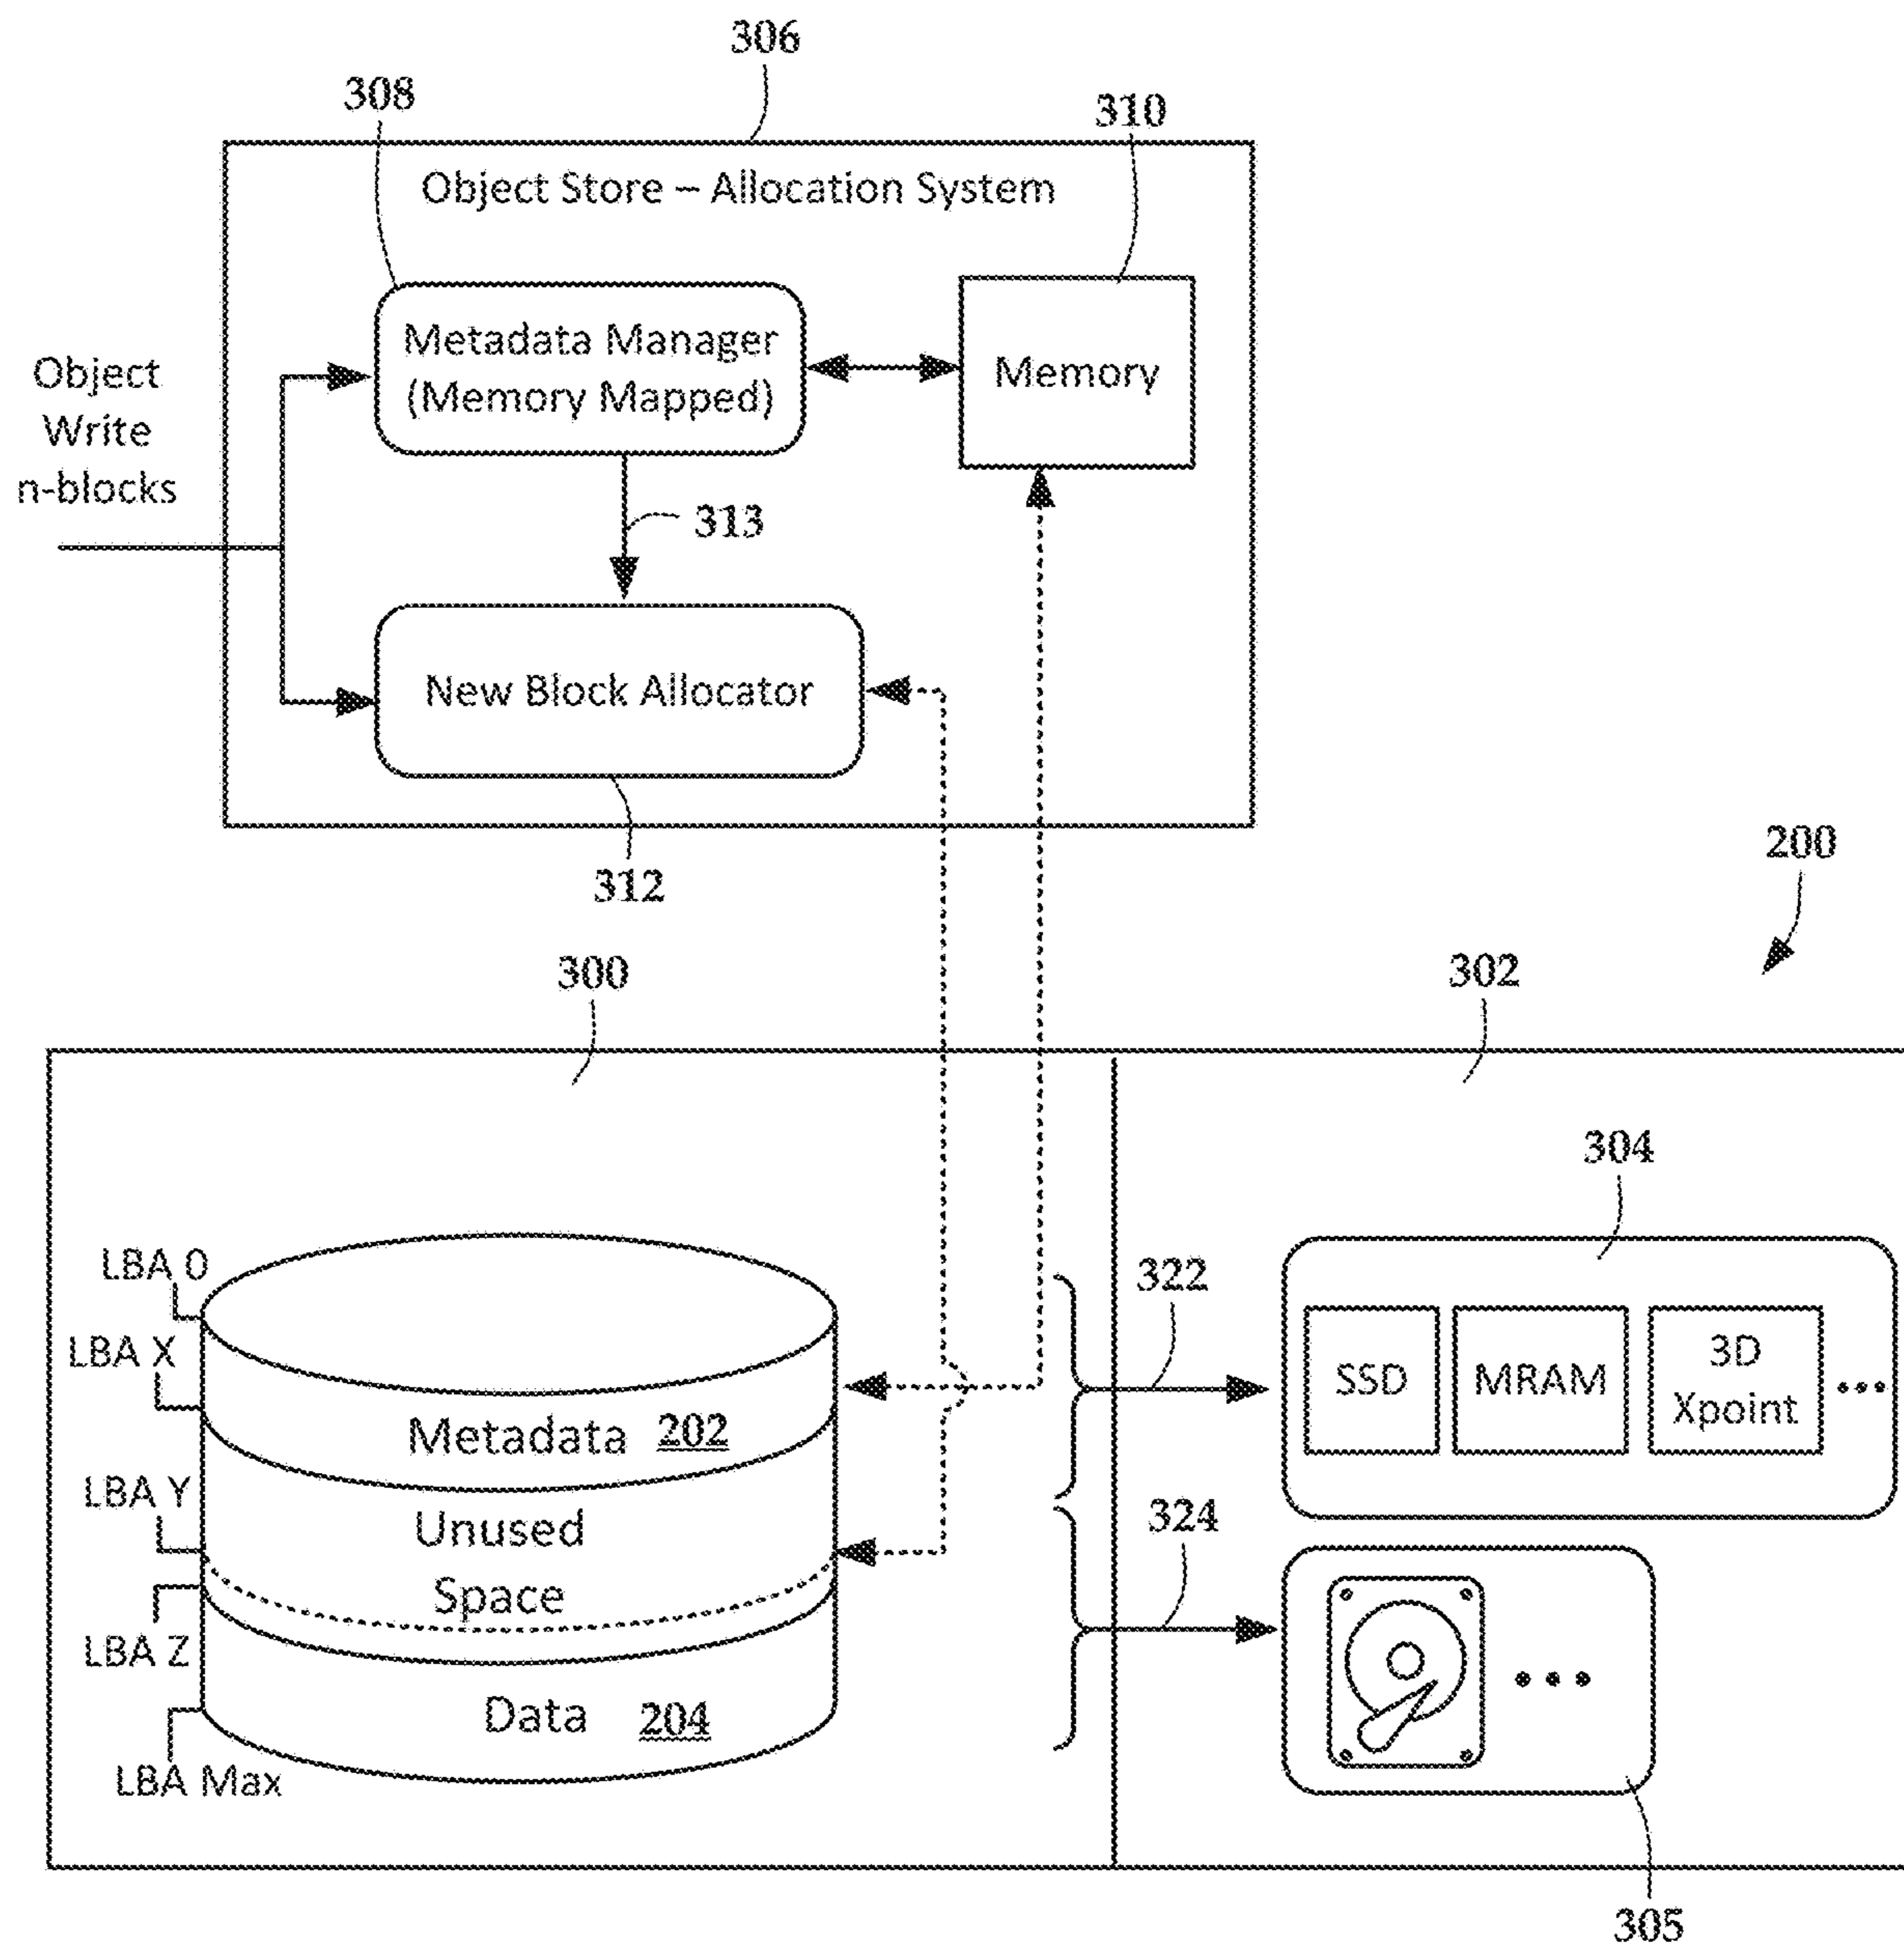 306
308
310
Object Store – Allocation System
Metadata Manager
(Memory Mapped)
Memory
Object
Write
n-blocks
313
New Block Allocator
312
200
300
302
304
LBA 0
322
LBA X
SSD
MRAM
3D
Xpoint
...
Metadata 202
LBA Y
Unused
324
Space
LBA Z
Data 204
LBA Max
305